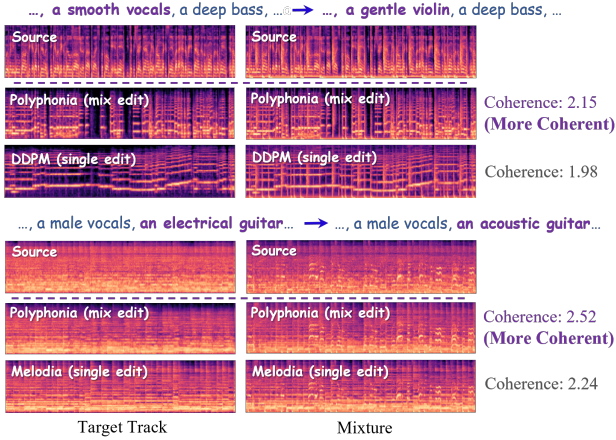 ..., a smooth vocals, a deep bass, ... ..., a gentle violin, a deep bass, ...
Source Source
Polyphonia (mix edit) Polyphonia (mix edit) Coherence: 2.15
(More Coherent)
DDPM (single edit) DDPM (single edit) Coherence: 1.98
..., a male vocals, an electrical guitar... ..., a male vocals, an acoustic guitar...
Source Source
Polyphonia (mix edit) Polyphonia (mix edit) Coherence: 2.52
(More Coherent)
Melodia (single edit) Melodia (single edit) Coherence: 2.24
Target Track Mixture